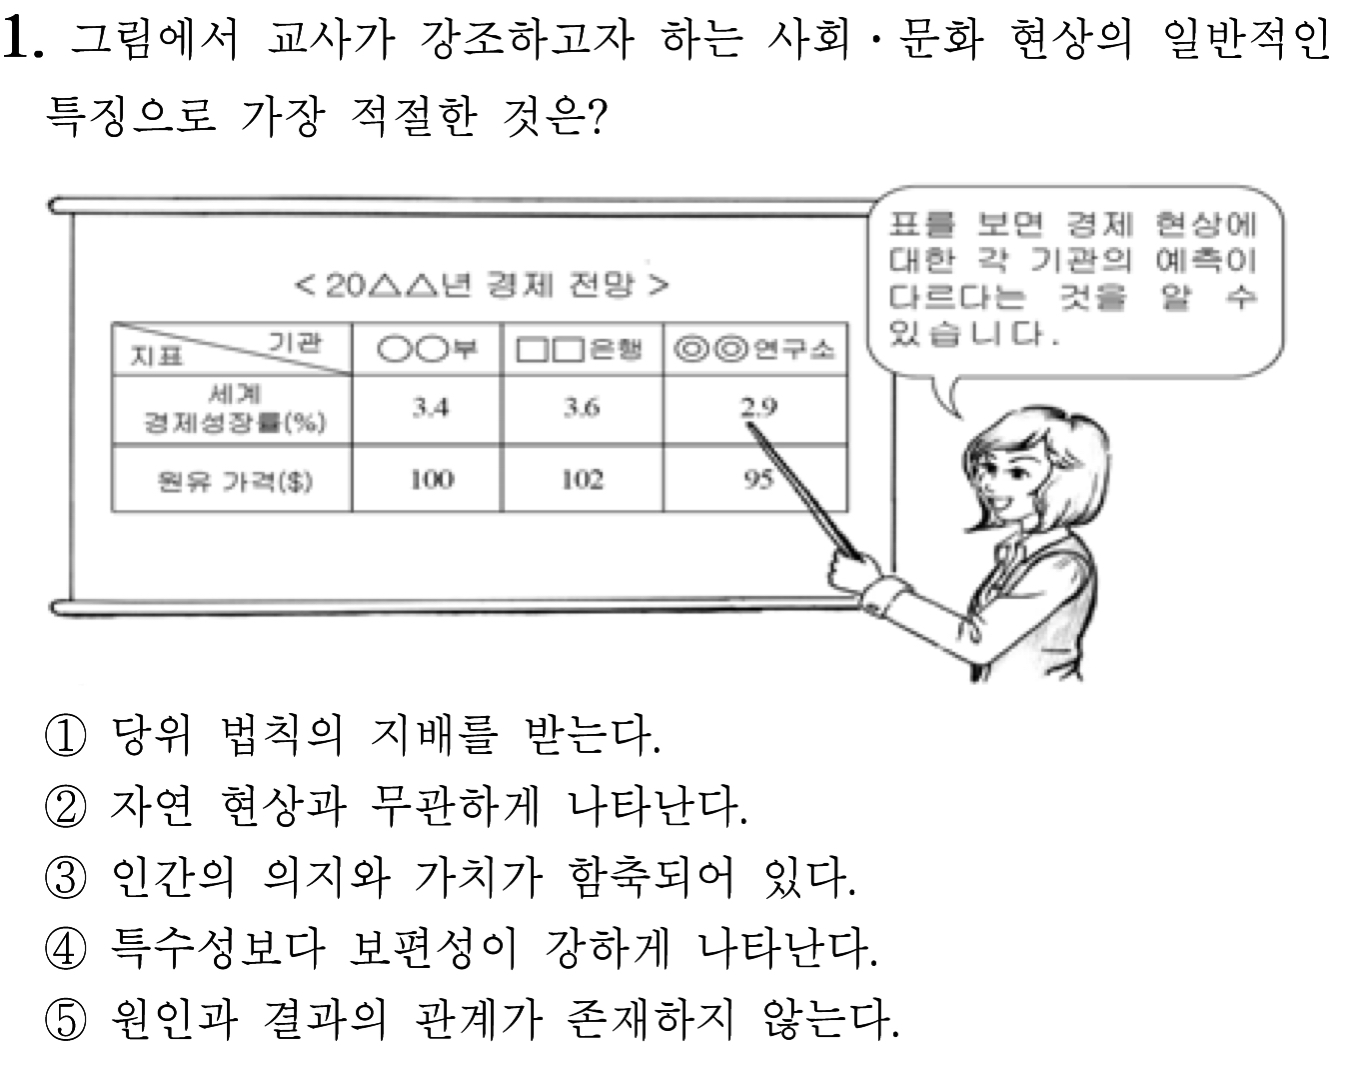 1. 그림에서 교사가 강조하고자 하는 사회·문화 현상의 일반적인
특징으로 가장 적절한 것은?
표를 보면 경제 현상에
대한 각 기관의 예측이
다르다는 것을 알 수
있습니다.
< 20△△년 경제 전망 >
지표 기관 ○○부 □□은행 ◎◎연구소
세계
경제성장률(%) 3.4 3.6 2.9
원유 가격($) 100 102 95
① 당위 법칙의 지배를 받는다.
② 자연 현상과 무관하게 나타난다.
③ 인간의 의지와 가치가 함축되어 있다.
④ 특수성보다 보편성이 강하게 나타난다.
⑤ 원인과 결과의 관계가 존재하지 않는다.